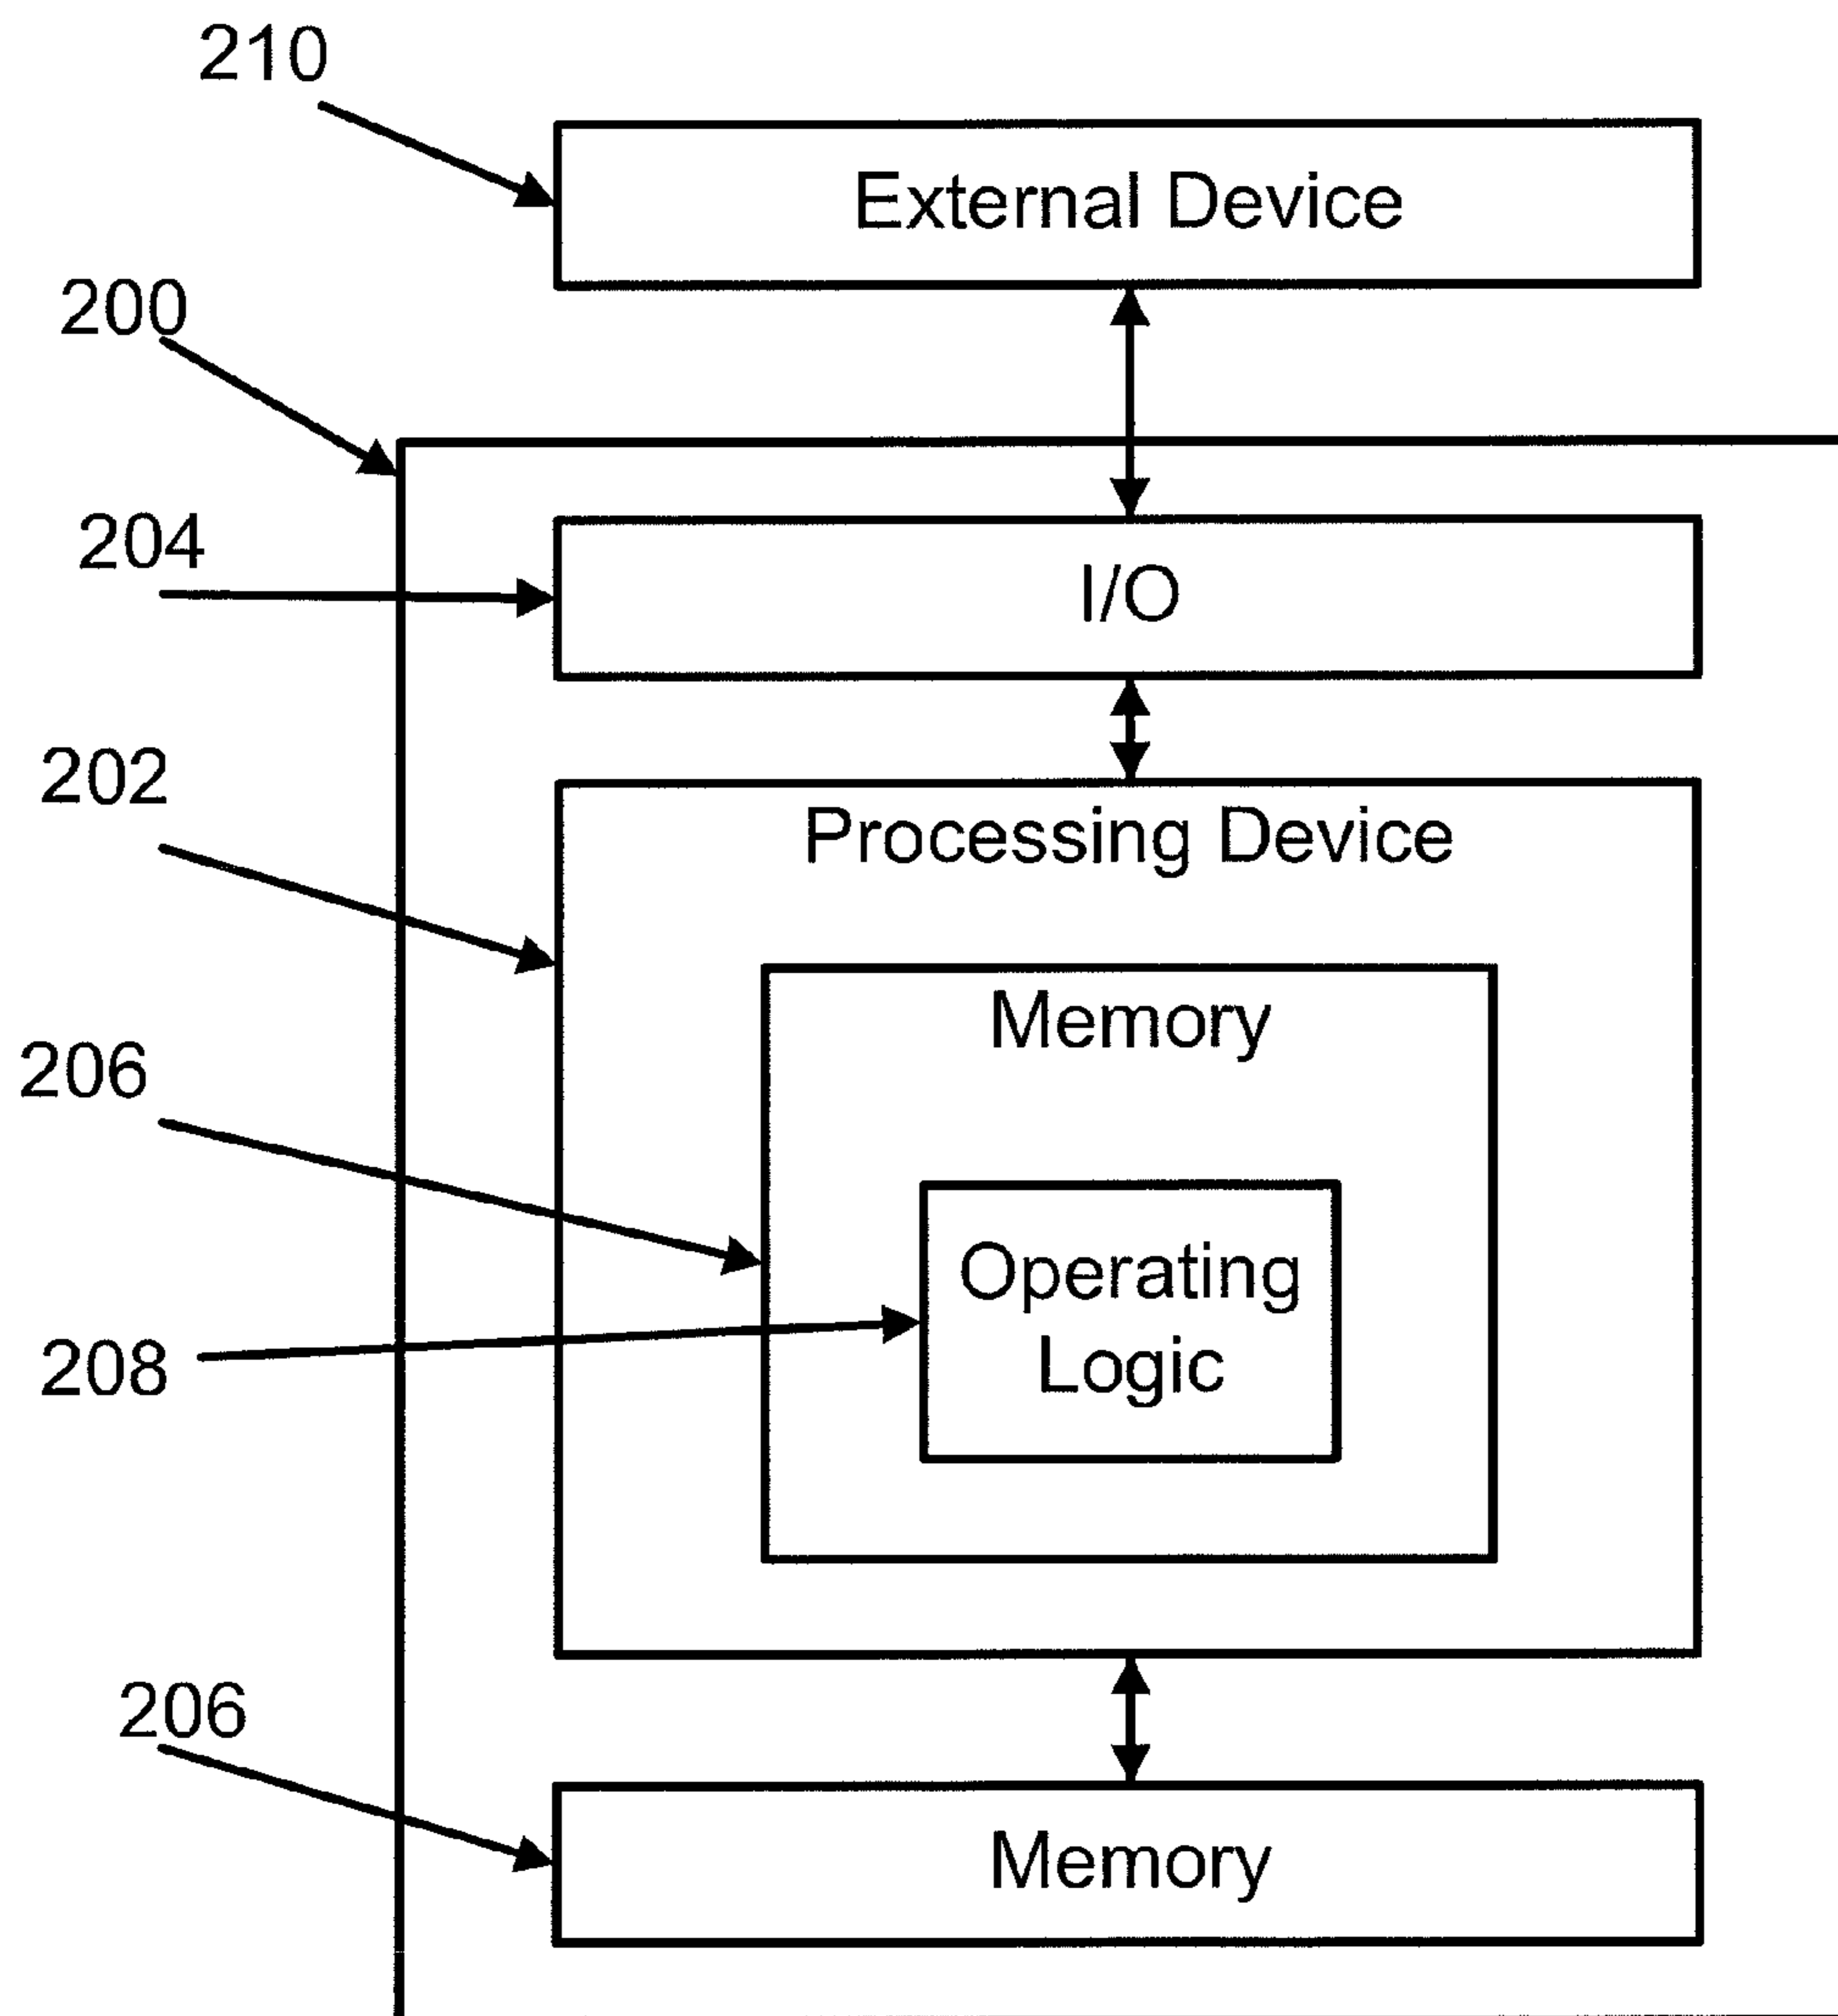 210
External Device
200
204
I/O
202
Processing Device
Memory
206
Operating
Logic
208
206
Memory